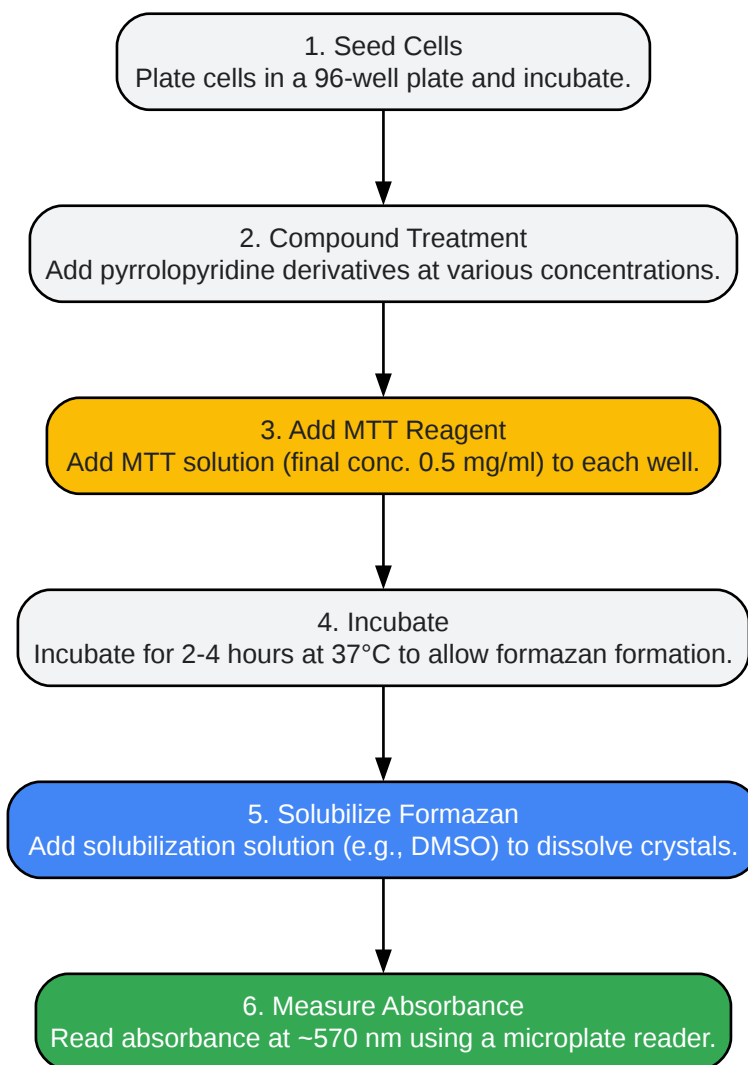 1. Seed Cells
Plate cells in a 96-well plate and incubate.
2. Compound Treatment
Add pyrrolopyridine derivatives at various concentrations.
3. Add MTT Reagent
Add MTT solution (final conc. 0.5 mg/ml) to each well.
4. Incubate
Incubate for 2-4 hours at 37°C to allow formazan formation.
5. Solubilize Formazan
Add solubilization solution (e.g., DMSO) to dissolve crystals.
6. Measure Absorbance
Read absorbance at ~570 nm using a microplate reader.